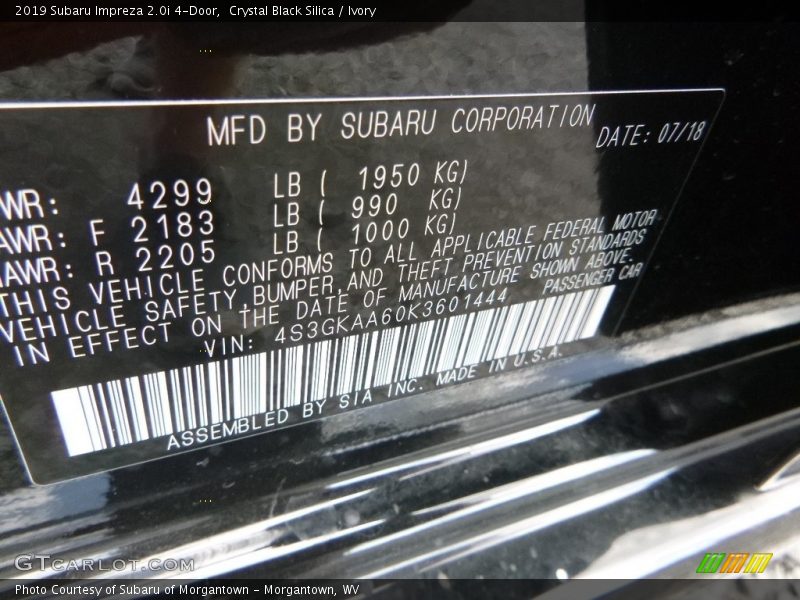 2019 Subaru Impreza 2.0i 4-Door,  Crystal Black Silica / Ivory
MFD BY SUBARU CORPORATION DATE: 07/18
WR: 4299 LB ( 1950 KG)
AWR: F 2183 LB ( 990 KG)
AWR: R 2205 LB ( 1000 KG)
THIS VEHICLE CONFORMS TO ALL APPLICABLE FEDERAL MOTOR
VEHICLE SAFETY, BUMPER, AND THEFT PREVENTION STANDARDS
IN EFFECT ON THE DATE OF MANUFACTURE SHOWN ABOVE.
VIN: 4S3GKAA60K3601444 PASSENGER CAR
ASSEMBLED BY SIA INC. MADE IN U.S.A.
GTCARLOT.COM
Photo Courtesy of Subaru of Morgantown - Morgantown, WV